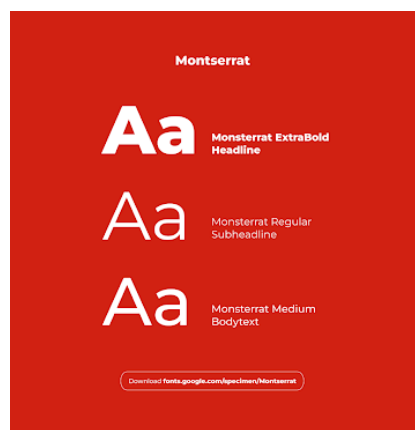 Montserrat
Aa
Monsterrat ExtraBold
Headline
Aa
Monsterrat Regular
Subheadline
Aa
Monsterrat Medium
Bodytext
Download fonts.google.com/specimen/Montserrat